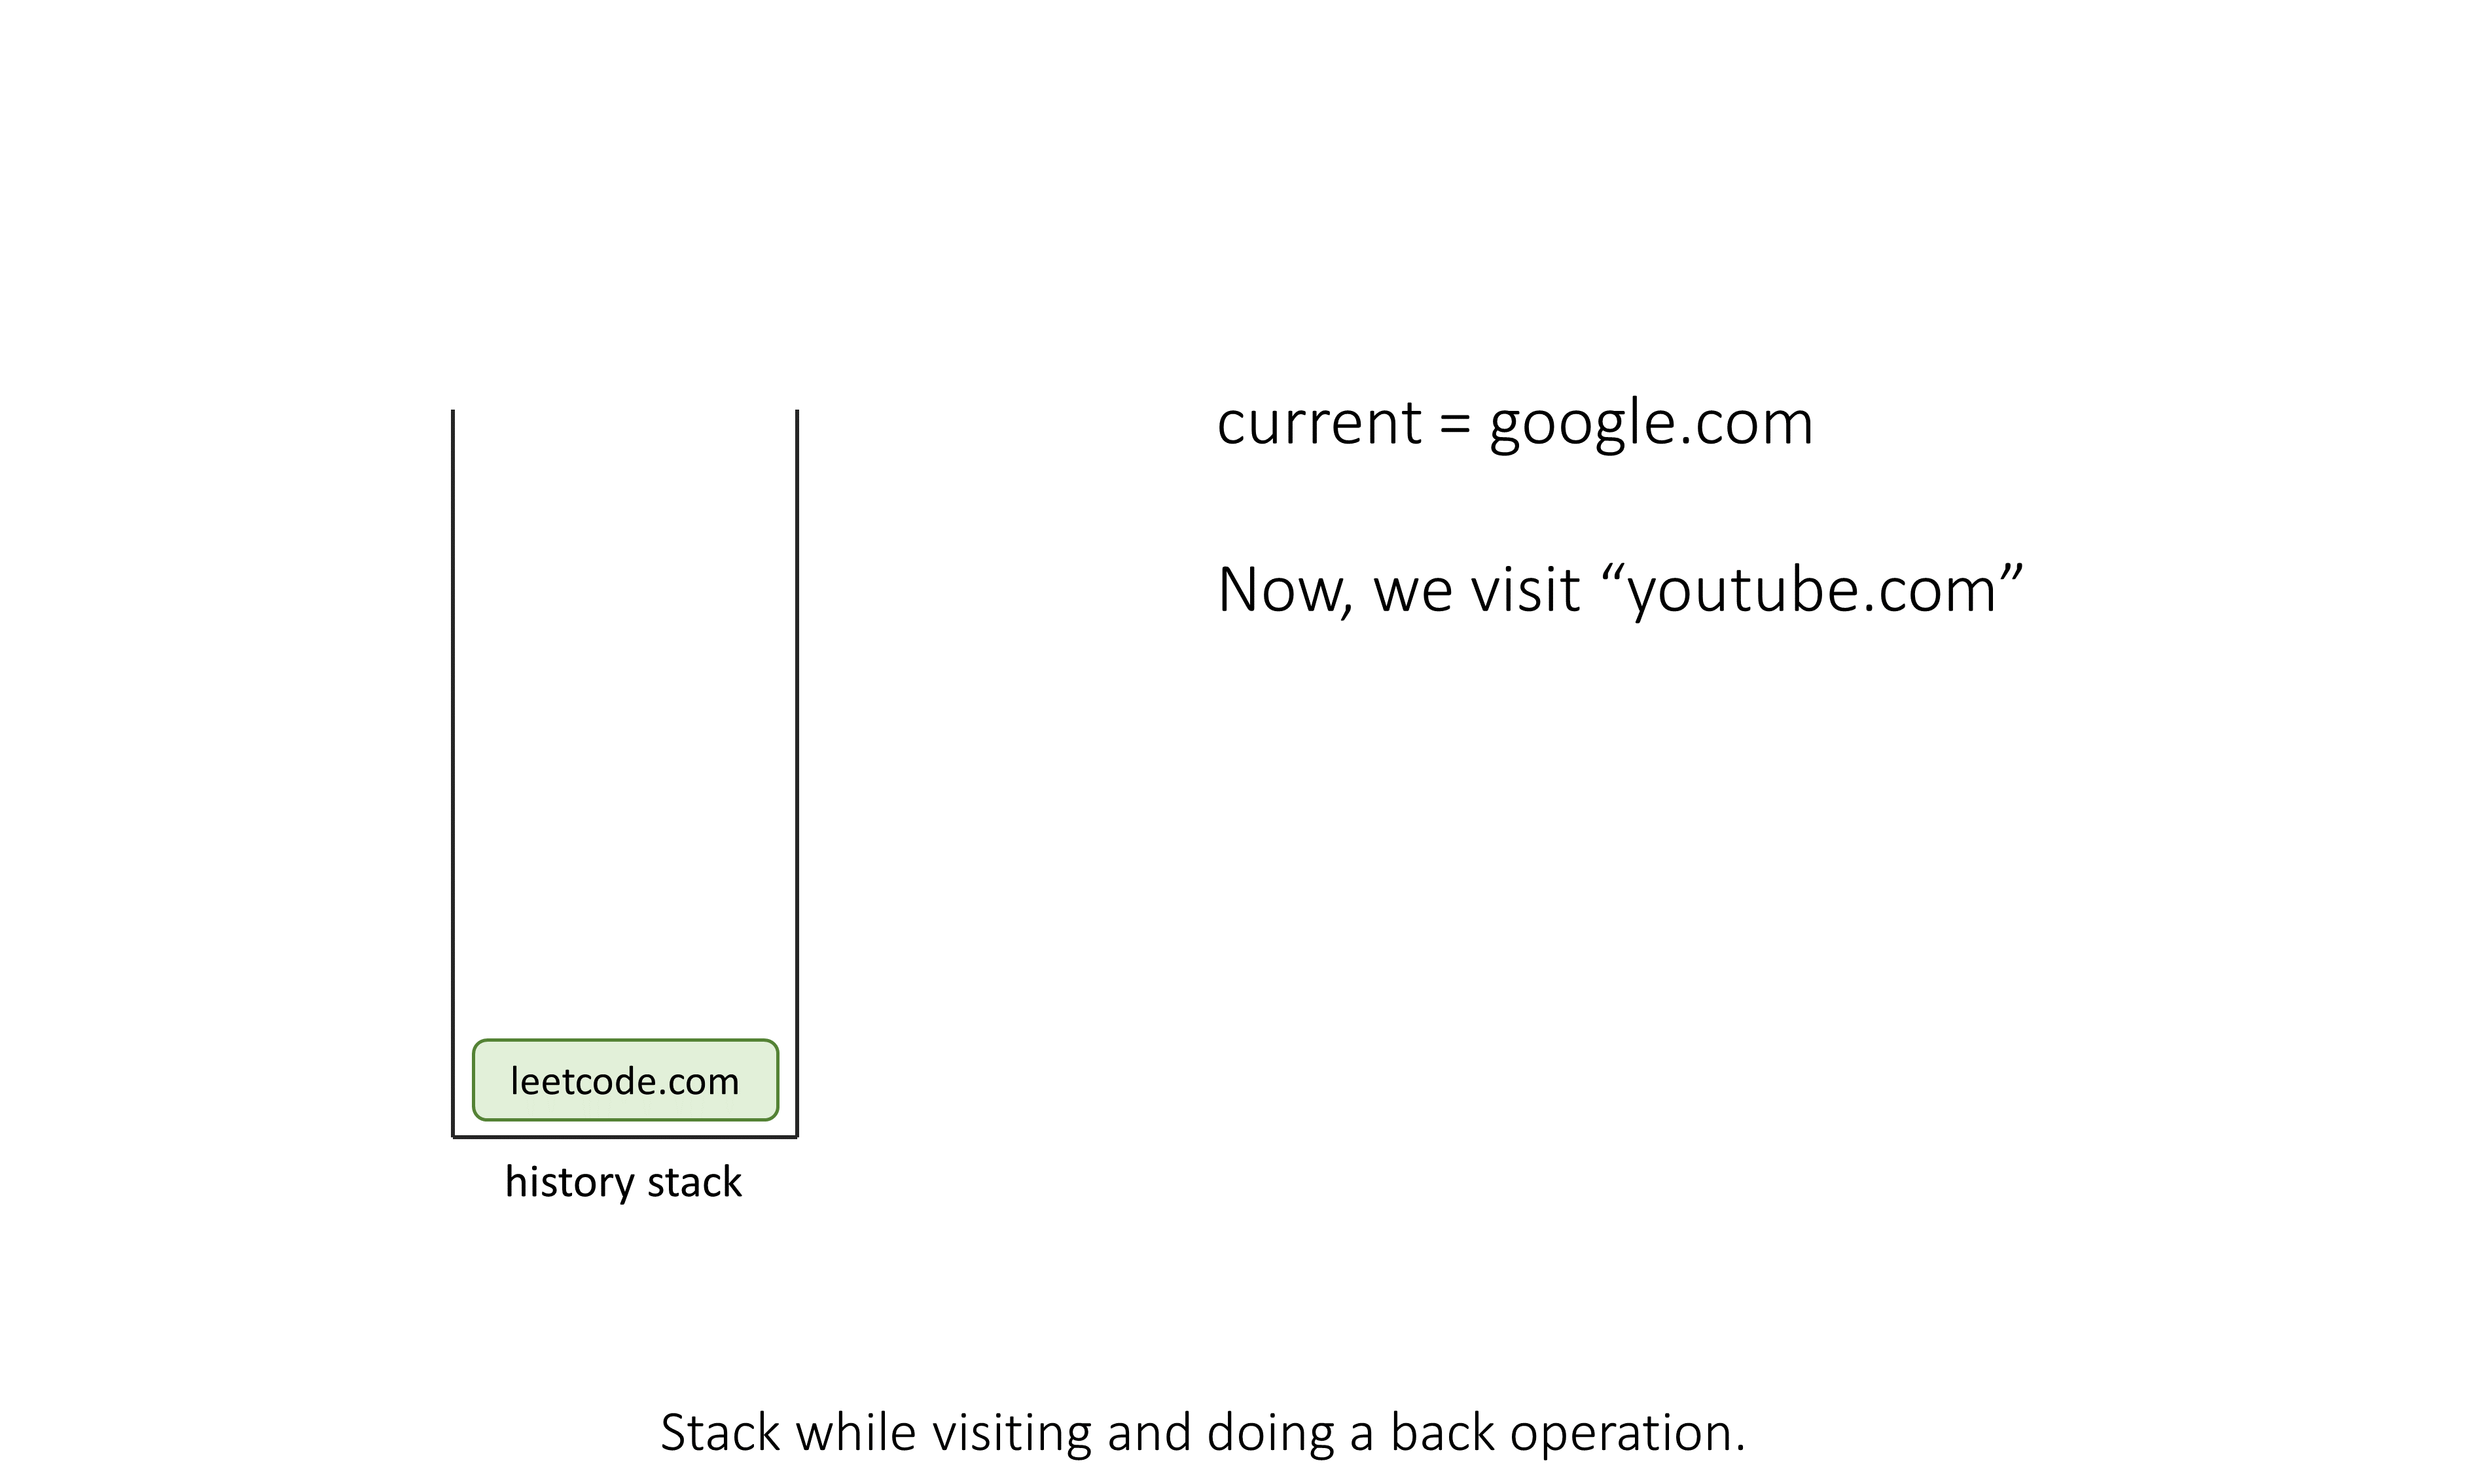 current = google.com
Now, we visit “youtube.com”
leetcode.com
history stack
Stack while visiting and doing a back operation.